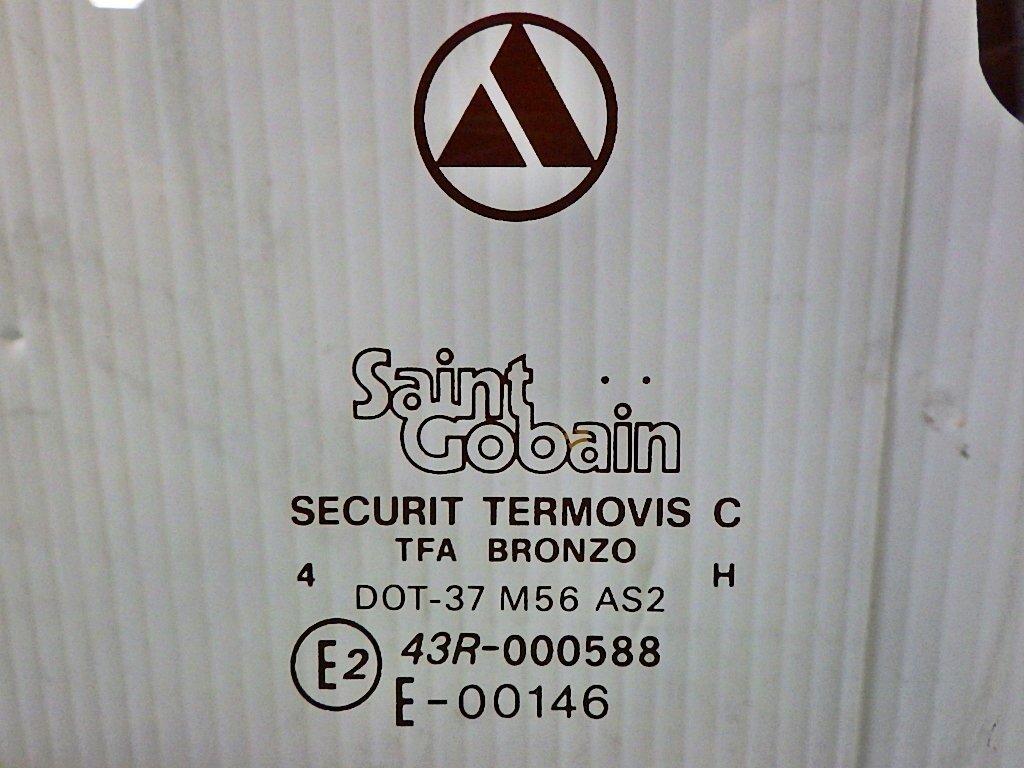 Saint
Gobain
SECURIT TERMOVIS C
TFA BRONZO
4 H
DOT-37 M56 AS2
E2 43R-000588
E-00146